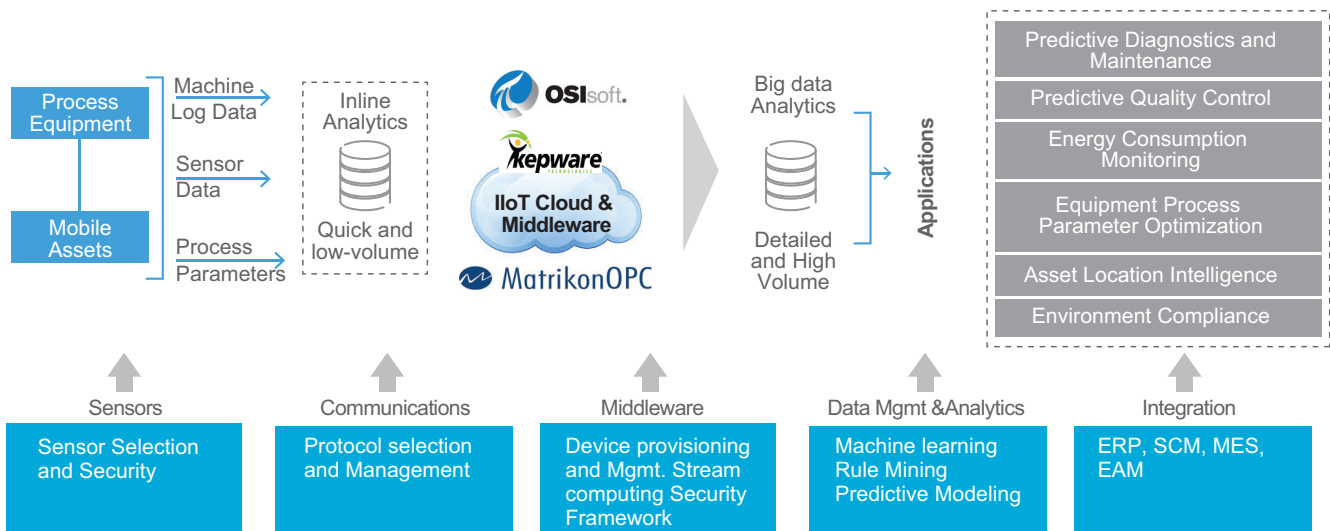 Process
Equipment
Mobile
Assets
Machine
Log Data
Sensor
Data
Process
Parameters
Inline
Analytics
Quick and
low-volume
OSIsoft.
kepware
TECHNOLOGIES
IIoT Cloud &
Middleware
MatrikonOPC
Big data
Analytics
Detailed
and High
Volume
Applications
Predictive Diagnostics and
Maintenance
Predictive Quality Control
Energy Consumption
Monitoring
Equipment Process
Parameter Optimization
Asset Location Intelligence
Environment Compliance
Sensors
Sensor Selection
and Security
Communications
Protocol selection
and Management
Middleware
Device provisioning
and Mgmt. Stream
computing Security
Framework
Data Mgmt &Analytics
Machine learning
Rule Mining
Predictive Modeling
Integration
ERP, SCM, MES,
EAM